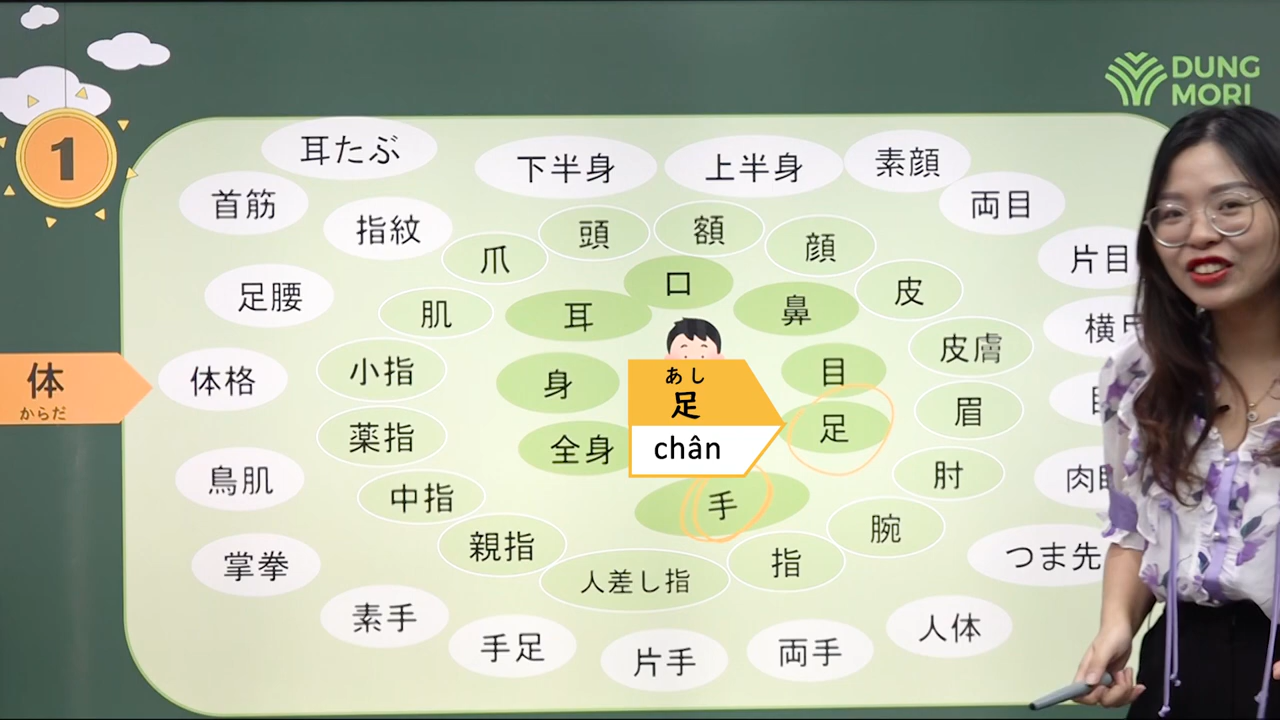 DUNG
MORI
1
耳たぶ
下半身
上半身
素顔
首筋
指紋
両目
爪
頭
額
顔
片目
足腰
肌
耳
口
鼻
皮
皮膚
体
からだ
体格
小指
身
目
あし
足
chân
足
眉
薬指
全身
鳥肌
中指
手
肘
掌拳
親指
人差し指
指
腕
つま先
素手
手足
片手
両手
人体